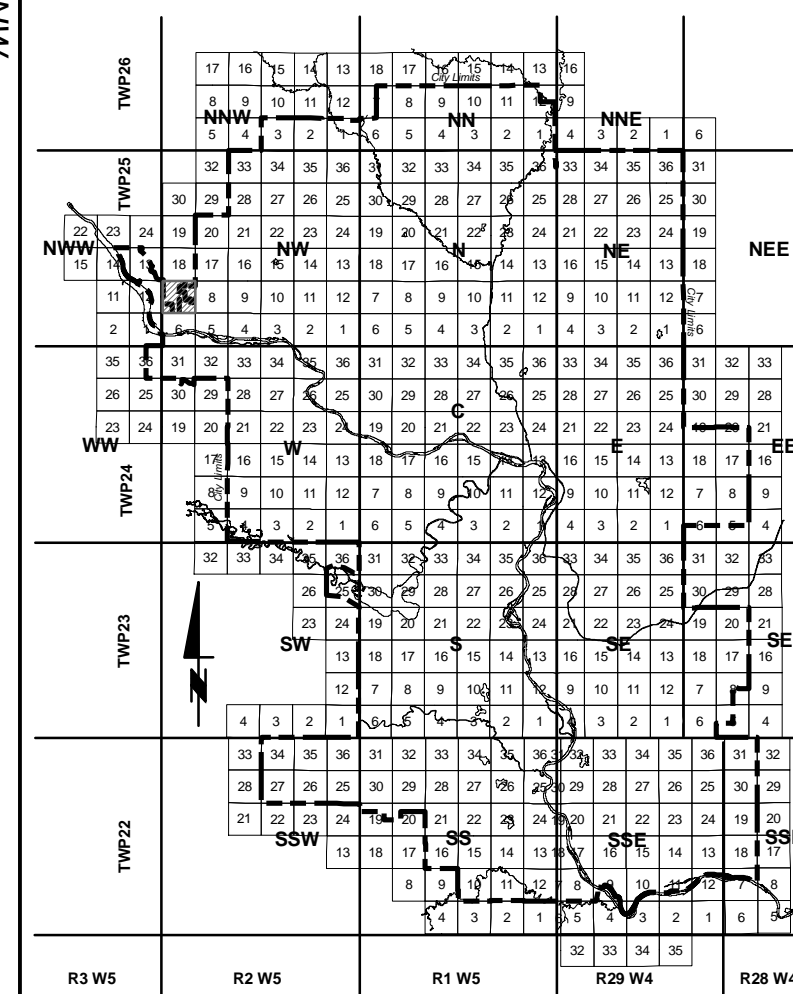 NW
TWP26
17 16 15 14 13 18 17 16 15 14 13 16
City Limits
8 9 10 11 12 8 9 10 11 12 9
NNW NN NNE
5 4 3 2 1 6 5 4 3 2 1 4 3 2 1 6
TWP25
32 33 34 35 36 31 32 33 34 35 36 33 34 35 36 31
30 29 28 27 26 25 30 29 28 27 26 25 28 27 26 25 30
22 23 24 19 20 21 22 23 24 19 20 21 22 23 24 21 22 23 24 19
NWW NW N NE NEE
15 14 13 18 17 16 15 14 13 18 17 16 15 14 13 16 15 14 13 18
11 8 9 10 11 12 7 8 9 10 11 12 9 10 11 12 7
City Limits
2 1 6 5 4 3 2 1 6 5 4 3 2 1 4 3 2 1 6
35 36 31 32 33 34 35 36 31 32 33 34 35 36 33 34 35 36 31 32 33
26 25 30 29 28 27 26 25 30 29 28 27 26 25 28 27 26 25 30 29 28
C
23 24 19 20 21 22 23 24 19 20 21 22 23 24 21 22 23 24 19 20 21
WW W E EE
17 16 15 14 13 18 17 16 15 14 13 16 15 14 13 18 17 16
TWP24
City Limits
8 9 10 11 12 7 8 9 10 11 12 9 10 11 12 7 8 9
5 4 3 2 1 6 5 4 3 2 1 4 3 2 1 6 5 4
32 33 34 35 36 31 32 33 34 35 36 33 34 35 36 31 32 33
26 25 30 29 28 27 26 25 28 27 26 25 30 29 28
TWP23
23 24 19 20 21 22 23 24 21 22 23 24 19 20 21
SW S SE SE
13 18 17 16 15 14 13 16 15 14 13 18 17 16
N
12 7 8 9 10 11 12 9 10 11 12 7 8 9
4 3 2 1 6 5 4 3 2 1 4 3 2 1 6 4
33 34 35 36 31 32 33 34 35 36 31 32 33 34 35 36 31 32
28 27 26 25 30 29 28 27 26 25 30 29 28 27 26 25 30 29
TWP22
21 22 23 24 19 20 21 22 23 24 19 20 21 22 23 24 19 20
SSW SS SSE SS
13 18 17 16 15 14 13 18 17 16 15 14 13 18 17
8 9 10 11 12 7 8 9 10 11 12 7 8
4 3 2 1 6 5 4 3 2 1 6 5
32 33 34 35
R3 W5 R2 W5 R1 W5 R29 W4 R28 W4